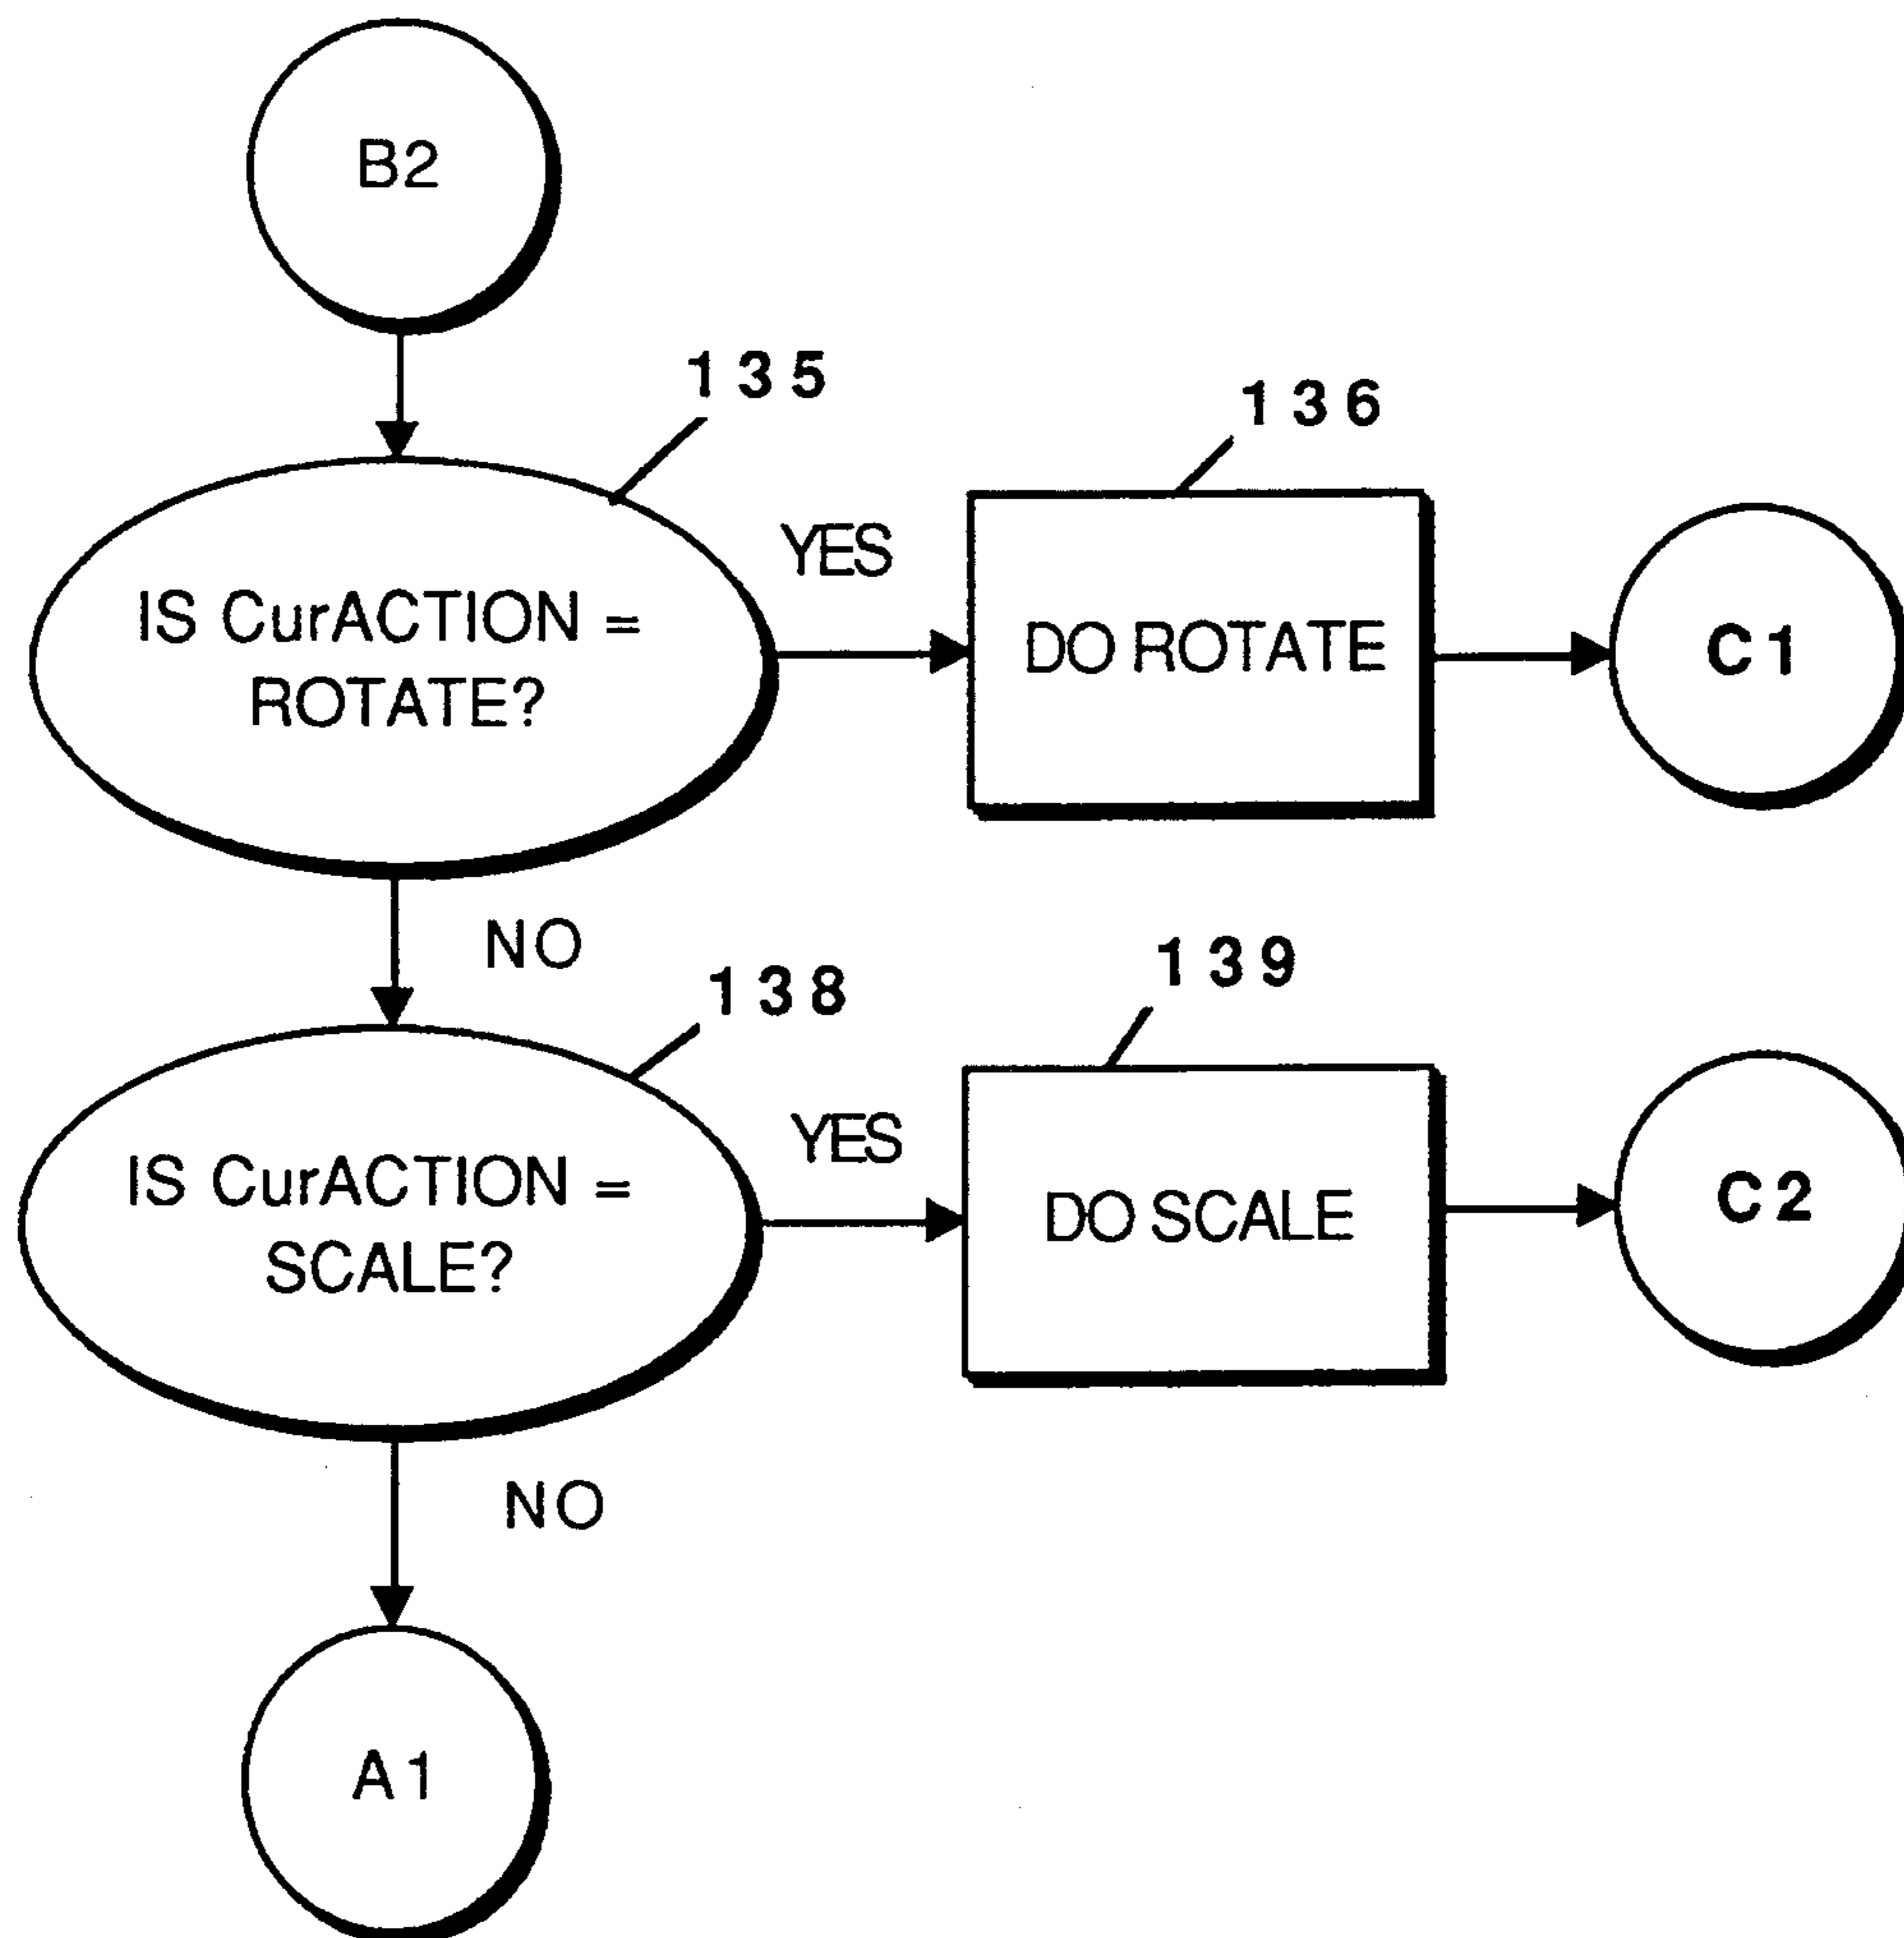 B2
135
136
YES
IS CurACTION =
ROTATE?
DO ROTATE
C1
NO
138
139
YES
IS CurACTION =
SCALE?
DO SCALE
C2
NO
A1